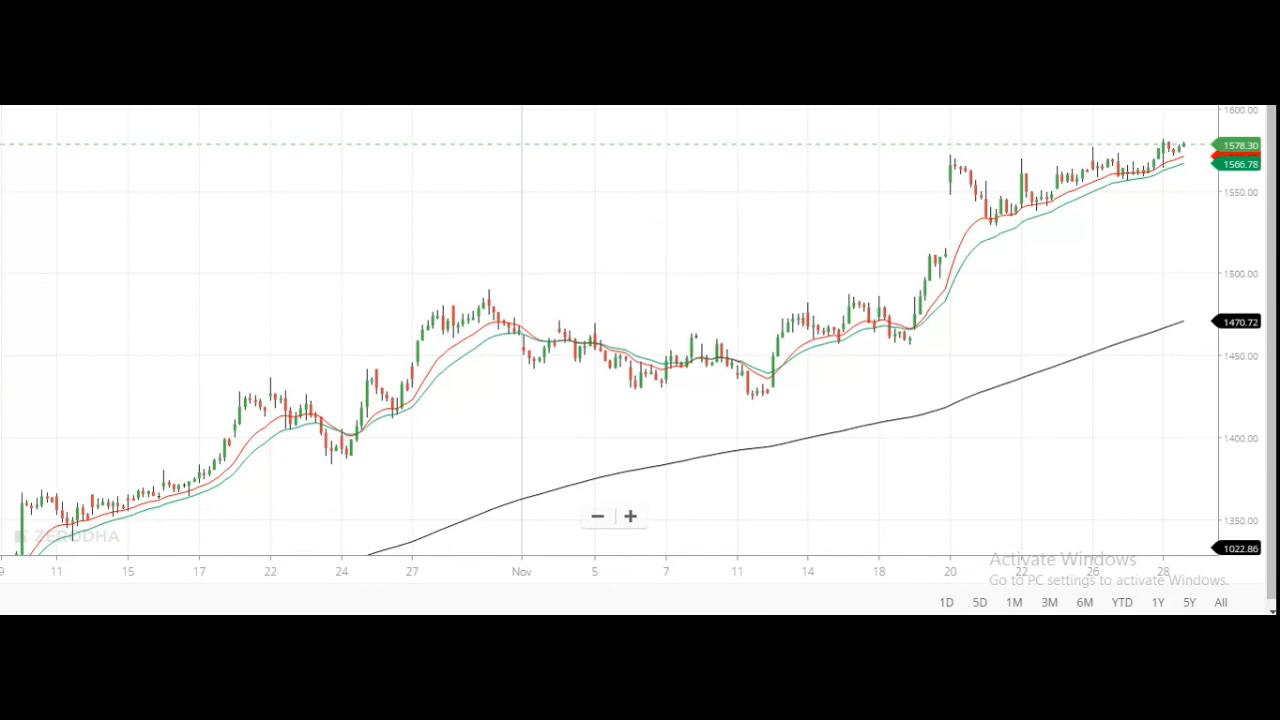 1600.00
1578.30
1566.78
1550.00
1500.00
1470.72
1450.00
1400.00
1350.00
ZERODHA
1022.86
9 11 15 17 22 24 27 Nov 5 7 11 14 18 20 22 26 28
Activate Windows
Go to PC settings to activate Windows.
1D 5D 1M 3M 6M YTD 1Y 5Y All